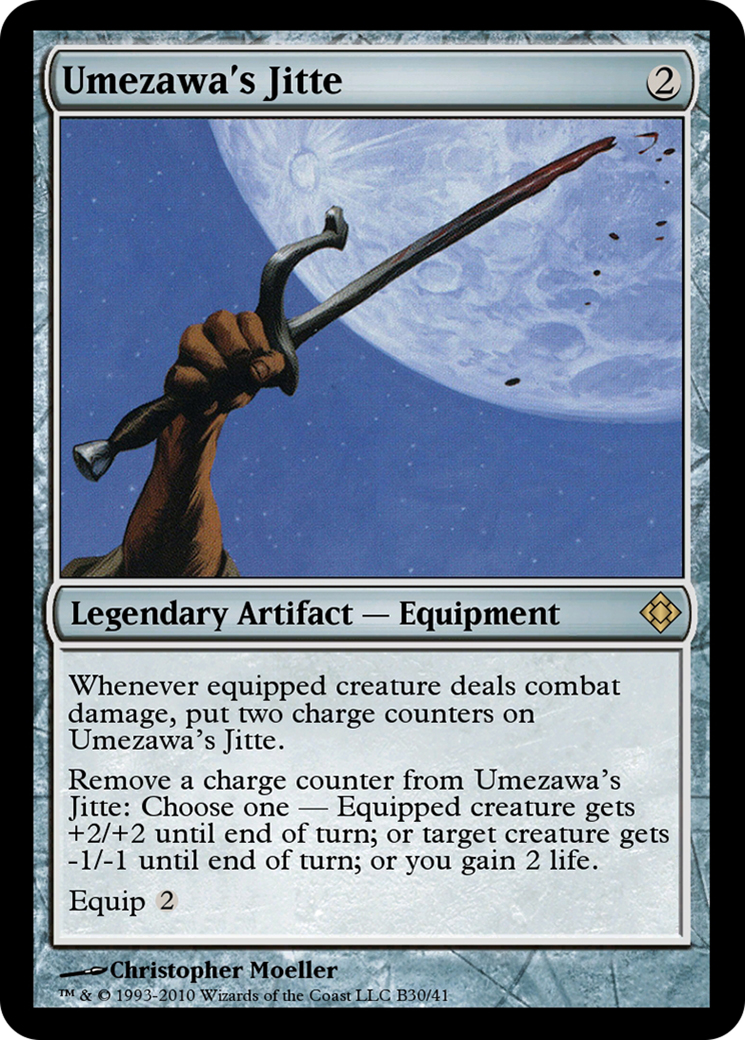 Umezawa's Jitte 2
Legendary Artifact — Equipment
Whenever equipped creature deals combat
damage, put two charge counters on
Umezawa's Jitte.
Remove a charge counter from Umezawa's
Jitte: Choose one — Equipped creature gets
+2/+2 until end of turn; or target creature gets
-1/-1 until end of turn; or you gain 2 life.
Equip 2
Christopher Moeller
™ & © 1993-2010 Wizards of the Coast LLC B30/41